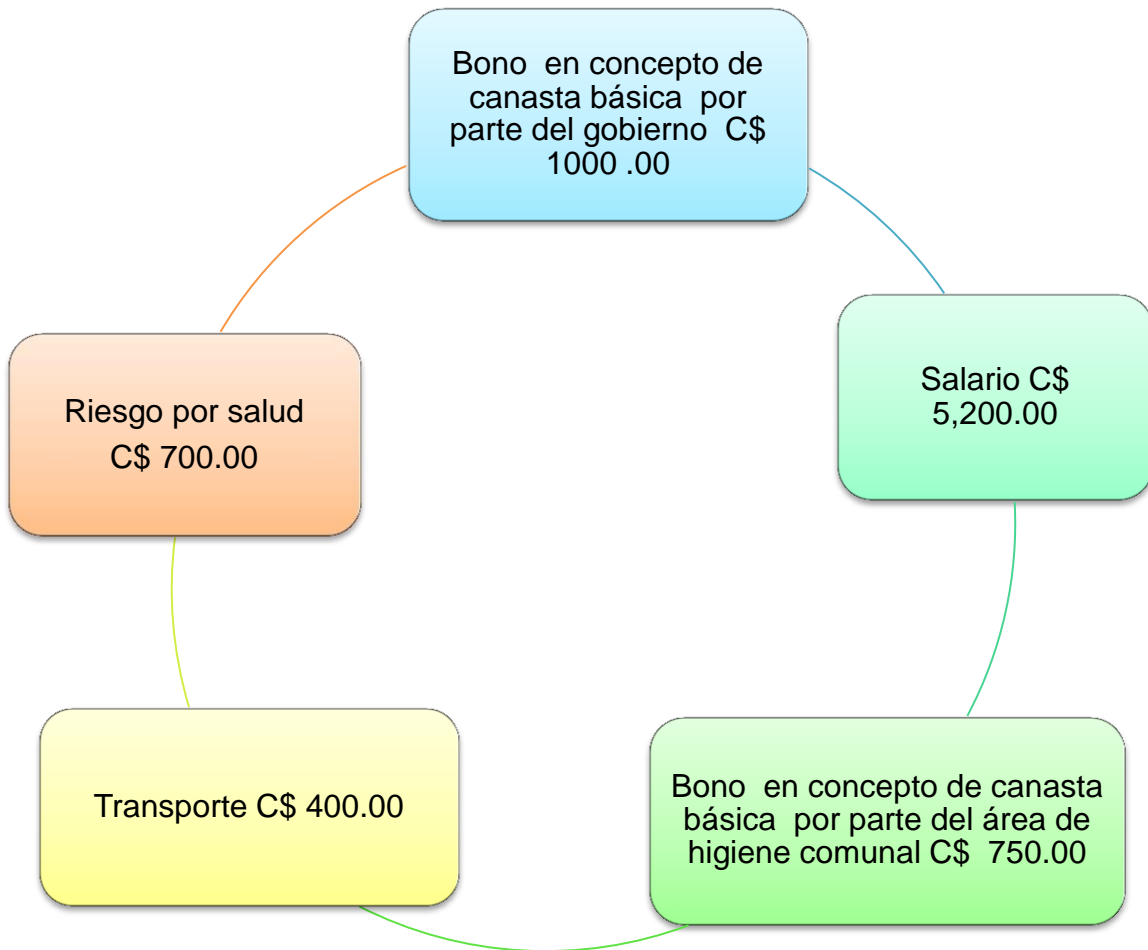 Bono en concepto de
canasta básica por
parte del gobierno C$
1000 .00
Salario C$
5,200.00
Bono en concepto de canasta
básica por parte del área de
higiene comunal C$ 750.00
Transporte C$ 400.00
Riesgo por salud
C$ 700.00